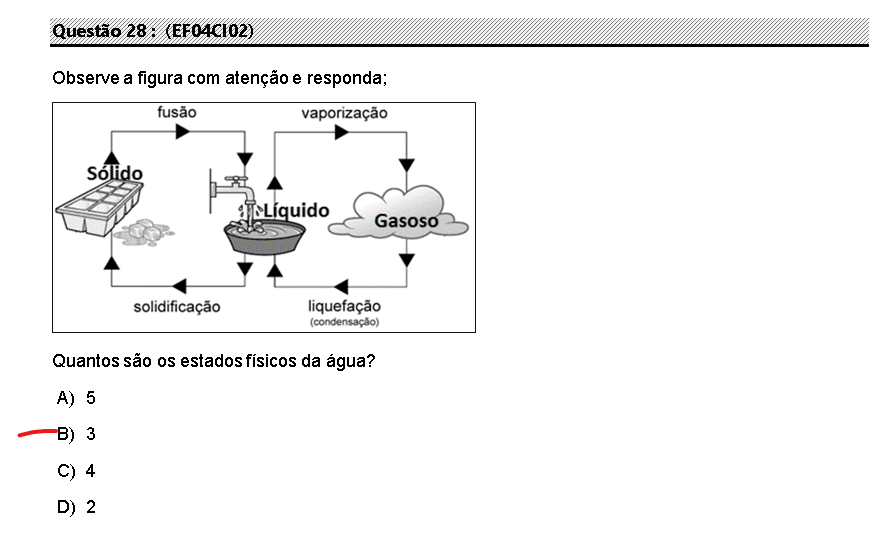 Questão 28 : (EF04CI02)
Observe a figura com atenção e responda;
fusão
vaporização
Sólido
Líquido
Gasoso
solidificação
liquefação
(condensação)
Quantos são os estados físicos da água?
A) 5
B) 3
C) 4
D) 2